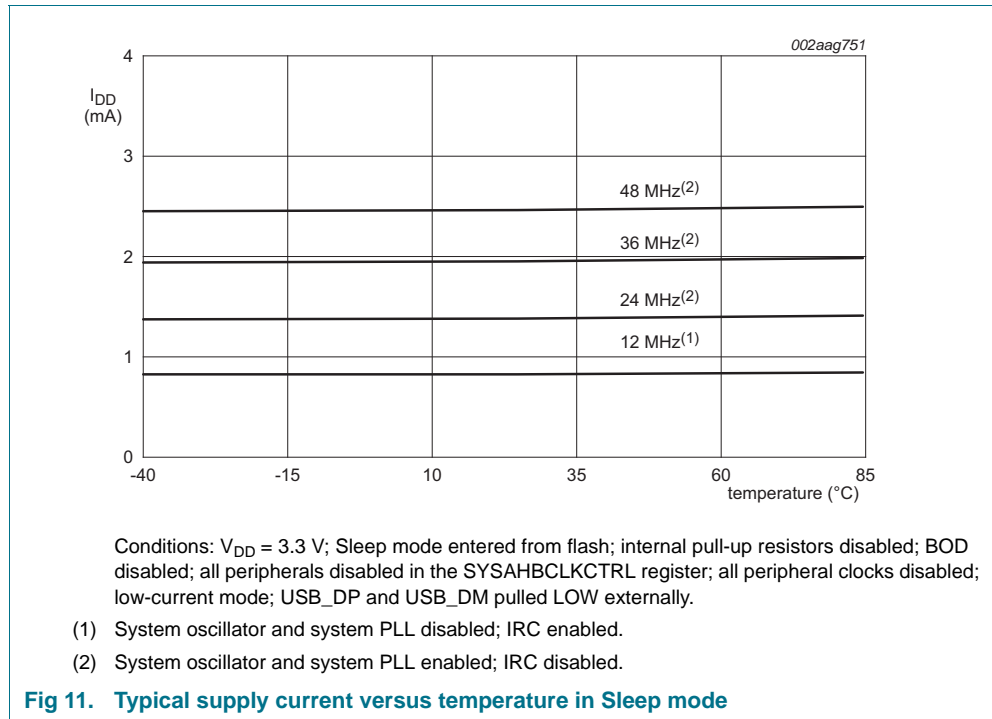 002aag751
4
I_DD
(mA)
3
48 MHz(2)
36 MHz(2)
2
24 MHz(2)
12 MHz(1)
1
0
-40 -15 10 35 60 85
temperature (°C)
Conditions: V_DD = 3.3 V; Sleep mode entered from flash; internal pull-up resistors disabled; BOD
disabled; all peripherals disabled in the SYSAHBCLKCTRL register; all peripheral clocks disabled;
low-current mode; USB_DP and USB_DM pulled LOW externally.
(1) System oscillator and system PLL disabled; IRC enabled.
(2) System oscillator and system PLL enabled; IRC disabled.
Fig 11. Typical supply current versus temperature in Sleep mode